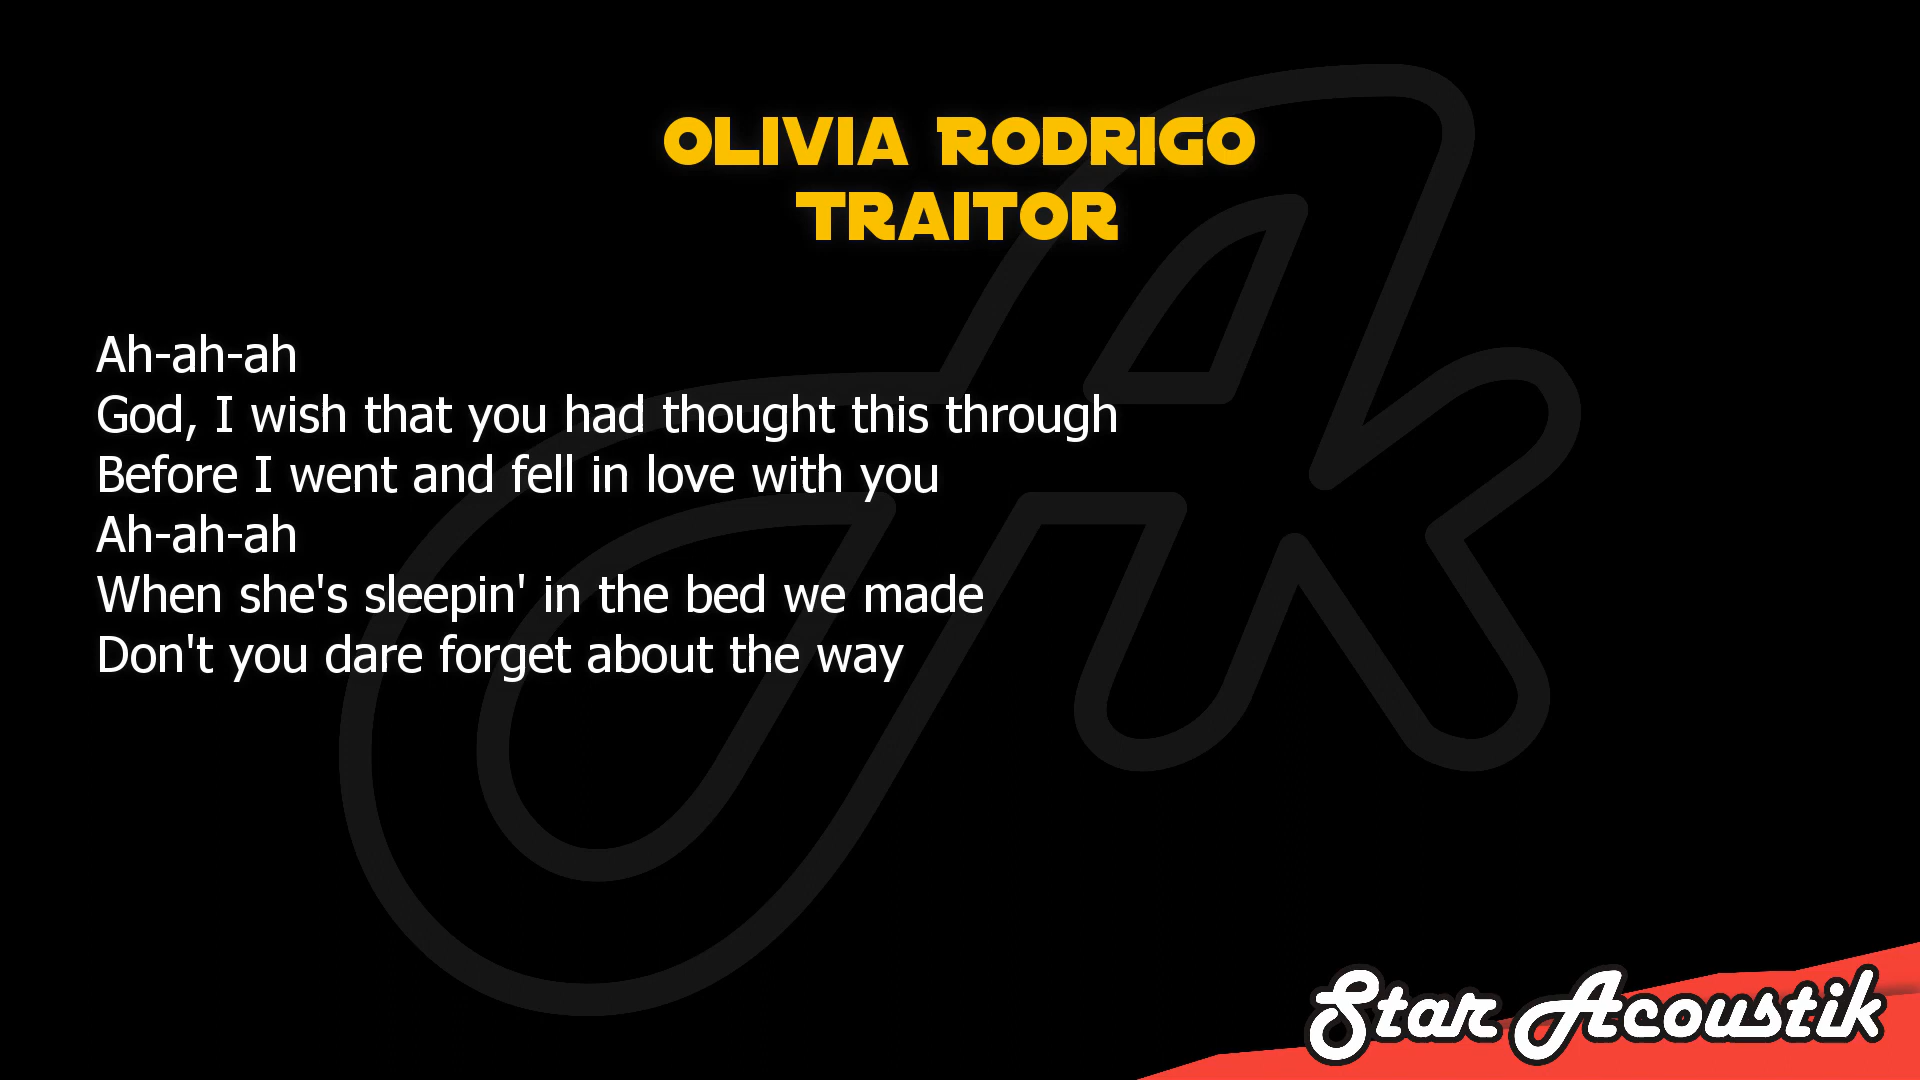 OLIVIA RODRIGO
TRAITOR
Ah-ah-ah
God, I wish that you had thought this through
Before I went and fell in love with you
Ah-ah-ah
When she's sleepin' in the bed we made
Don't you dare forget about the way
Star Acoustik